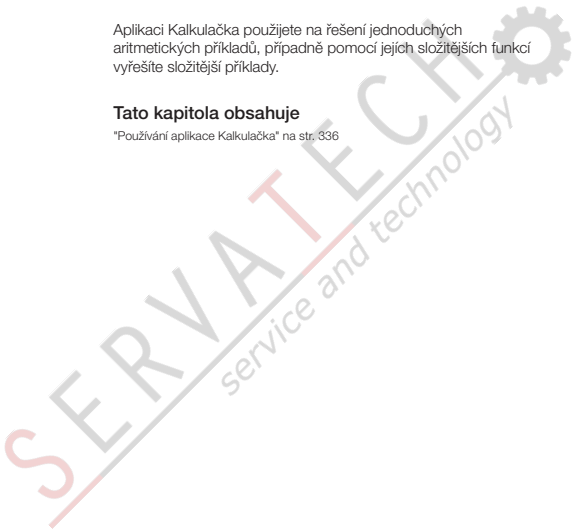 Aplikaci Kalkulačka použijete na řešení jednoduchých
aritmetických příkladů, případně pomocí jejích složitějších funkcí
vyřešíte složitější příklady.
Tato kapitola obsahuje
"Používání aplikace Kalkulačka" na str. 336
SERVATECH
service and technology